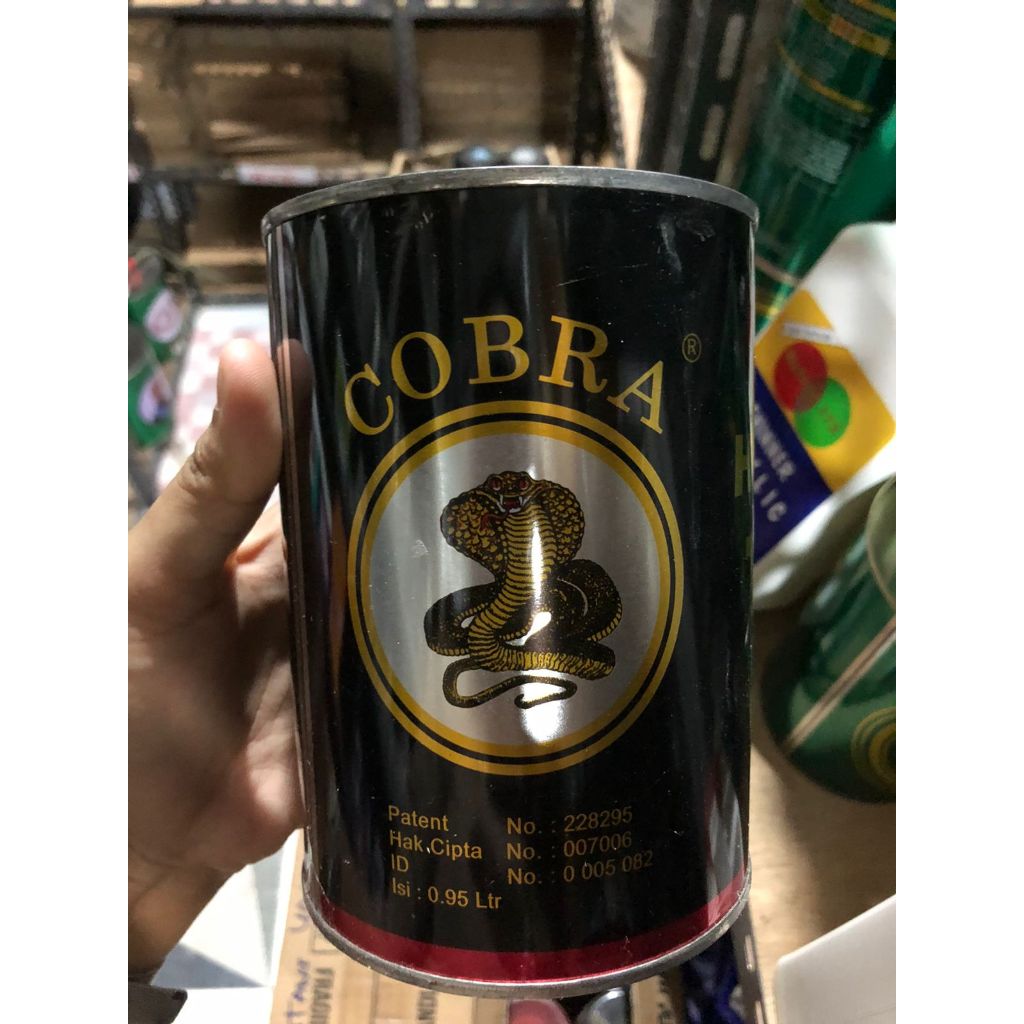 COBRA ®
Patent No. : 228295
Hak Cipta No. : 007006
ID No. : 0 005 082
Isi : 0.95 Ltr